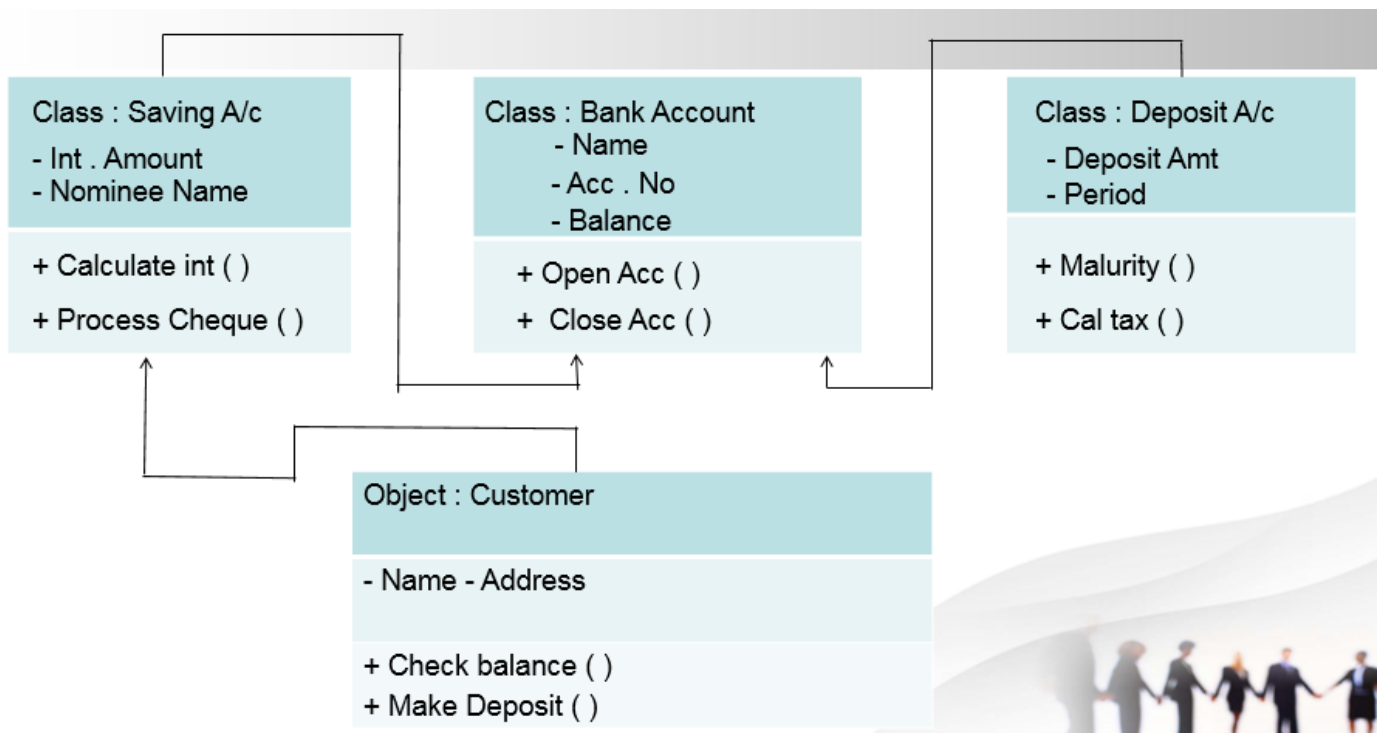 Class : Saving A/c
- Int . Amount
- Nominee Name
+ Calculate int ( )
+ Process Cheque ( )
Class : Bank Account
- Name
- Acc . No
- Balance
+ Open Acc ( )
+ Close Acc ( )
Class : Deposit A/c
- Deposit Amt
- Period
+ Malurity ( )
+ Cal tax ( )
Object : Customer
- Name - Address
+ Check balance ( )
+ Make Deposit ( )